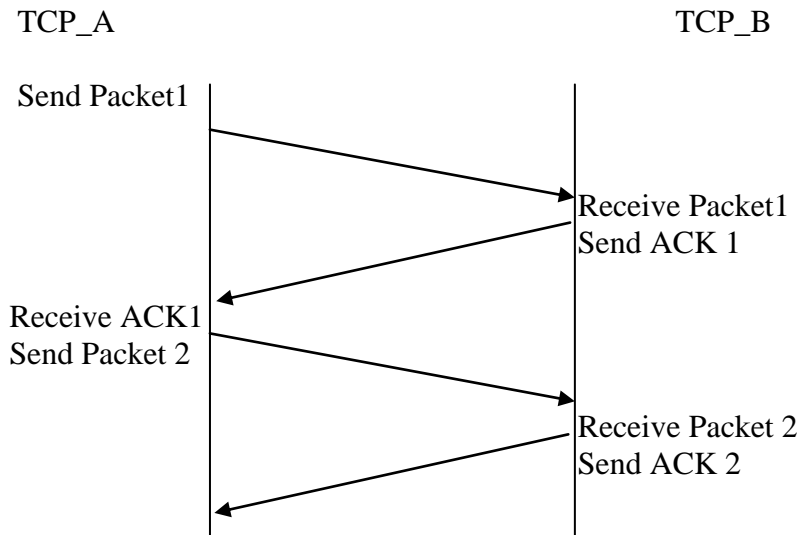 TCP_A
TCP_B
Send Packet1
Receive Packet1
Send ACK 1
Receive ACK1
Send Packet 2
Receive Packet 2
Send ACK 2